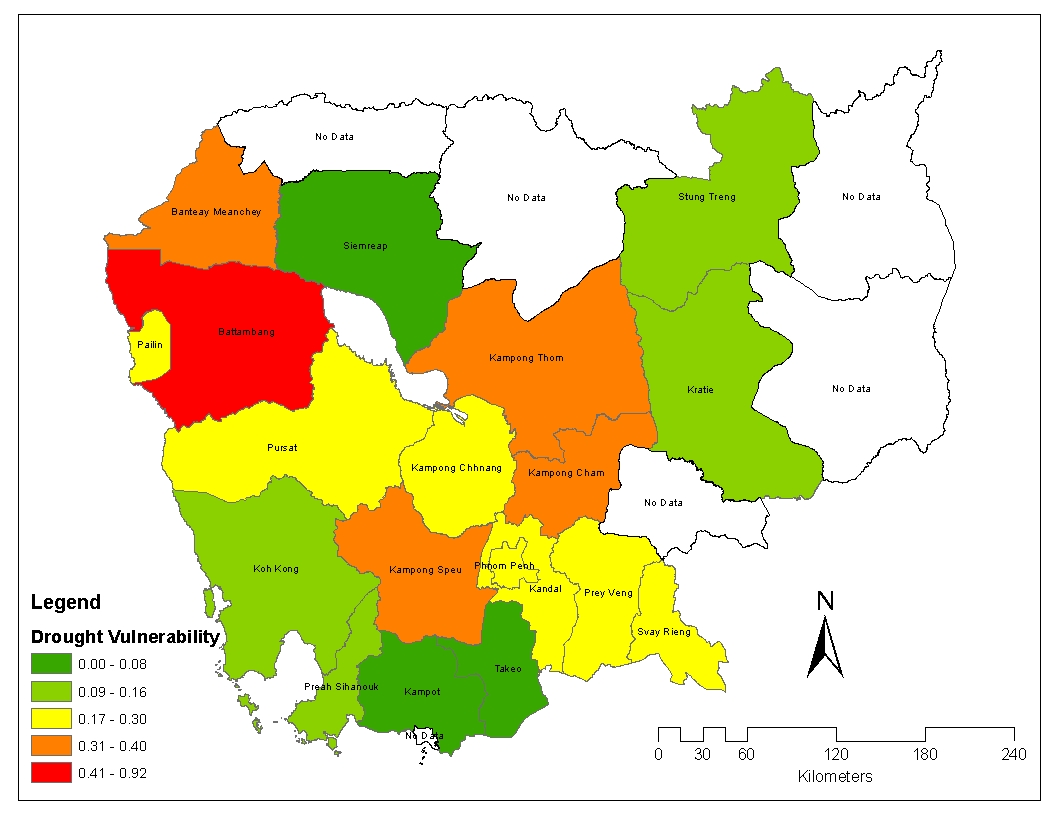 No Data
Banteay Meanchey
Siemreap
No Data
Stung Treng
No Data
Battambang
Pailin
Kampong Thom
Kratie
No Data
Pursat
Kampong Chhnang
Kampong Cham
No Data
Koh Kong
Kampong Speu
Phnom Penh
Kandal
Prey Veng
Svay Rieng
Preah Sihanouk
Kampot
Takeo
No Data
Legend
Drought Vulnerability
0.00 - 0.08
0.09 - 0.16
0.17 - 0.30
0.31 - 0.40
0.41 - 0.92
N
0 30 60 120 180 240
Kilometers